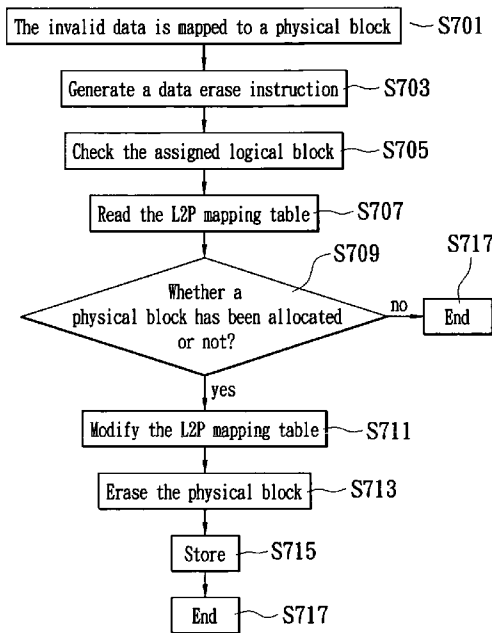 The invalid data is mapped to a physical block S701
Generate a data erase instruction S703
Check the assigned logical block S705
Read the L2P mapping table S707
S709
Whether a
physical block has been allocated
or not?
no
S717
End
yes
Modify the L2P mapping table S711
Erase the physical block S713
Store S715
End S717